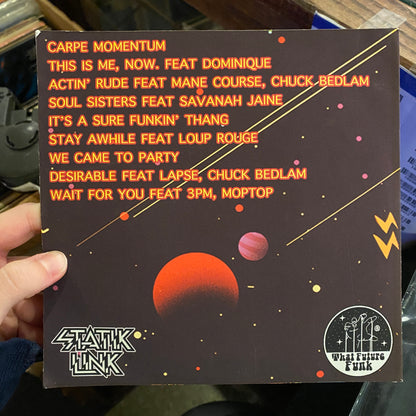 CARPE MOMENTUM
THIS IS ME, NOW. FEAT DOMINIQUE
ACTIN' RUDE FEAT MANE COURSE, CHUCK BEDLAM
SOUL SISTERS FEAT SAVANAH JAINE
IT'S A SURE FUNKIN' THANG
STAY AWHILE FEAT LOUP ROUGE
WE CAME TO PARTY
DESIRABLE FEAT LAPSE, CHUCK BEDLAM
WAIT FOR YOU FEAT 3PM, MOPTOP
STATIK
LINK
What Future
Funk